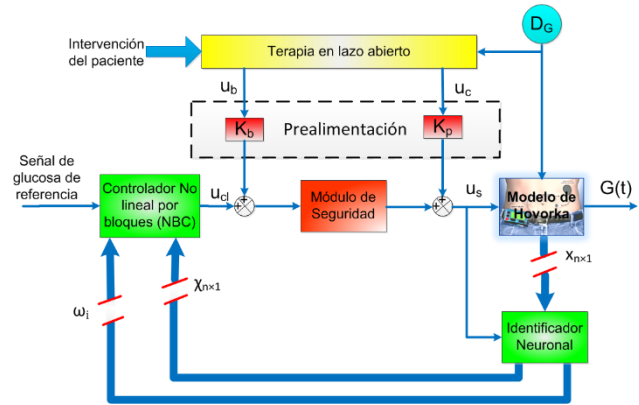 D_G
Intervención
del paciente
Terapia en lazo abierto
u_b
u_c
K_b
Prealimentación
K_p
Señal de
glucosa de
referencia
Controlador No
lineal por
bloques (NBC)
u_cl
Módulo de
Seguridad
u_s
Modelo de
Hovorka
G(t)
x_n×1
χ_n×1
ω_i
Identificador
Neuronal